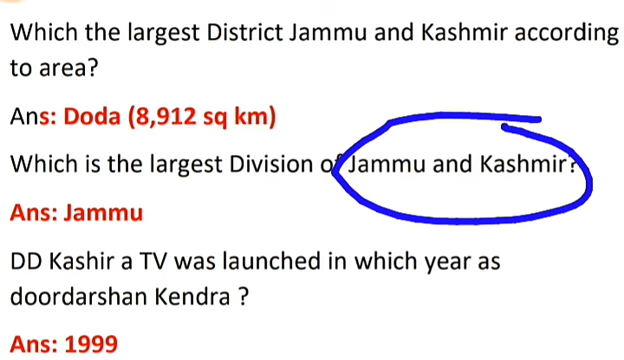 Which the largest District Jammu and Kashmir according
to area?
Ans: Doda (8,912 sq km)
Which is the largest Division of Jammu and Kashmir?
Ans: Jammu
DD Kashir a TV was launched in which year as
doordarshan Kendra ?
Ans: 1999